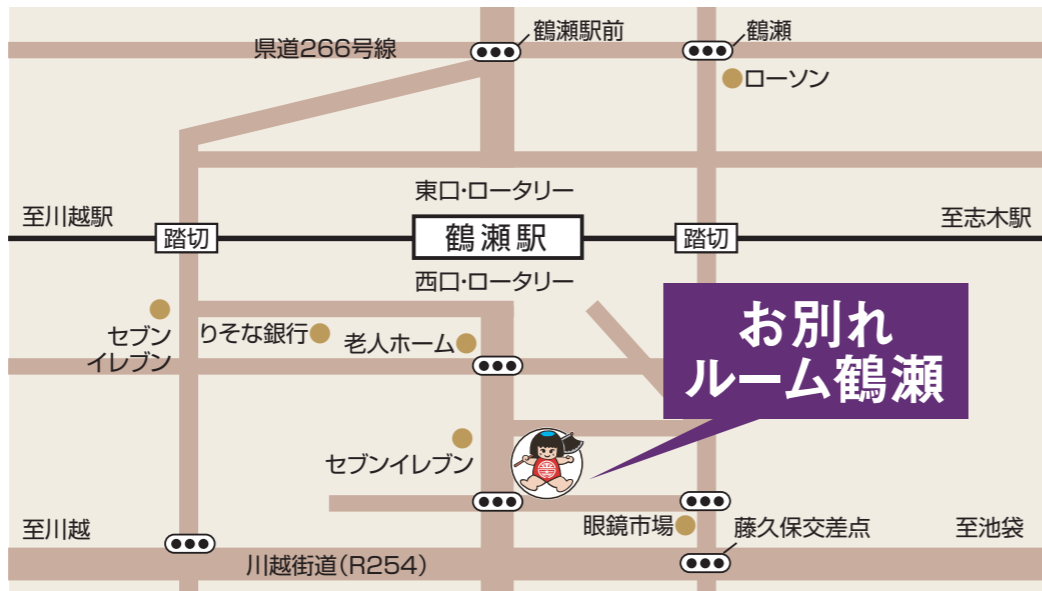 鶴瀬駅前
鶴瀬
県道266号線
ローソン
東口・ロータリー
至川越駅
至志木駅
踏切
鶴瀬駅
踏切
西口・ロータリー
セブン
イレブン
りそな銀行
老人ホーム
お別れ
ルーム鶴瀬
セブンイレブン
至川越
眼鏡市場
藤久保交差点
至池袋
川越街道(R254)